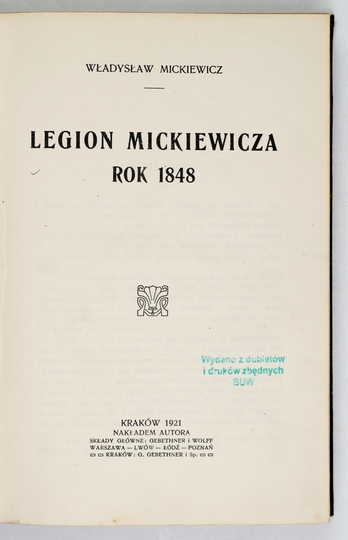 WŁADYSŁAW MICKIEWICZ
LEGION MICKIEWICZA
ROK 1848
Wydano z dubletów
i druków zbędnych
BUW
KRAKÓW 1921
NAKŁADEM AUTORA
SKŁADY GŁÓWNE: GEBETHNER i WOLFF
WARSZAWA — LWÓW — ŁÓDŹ — POZNAŃ
KRAKÓW: G. GEBETHNER i Sp.